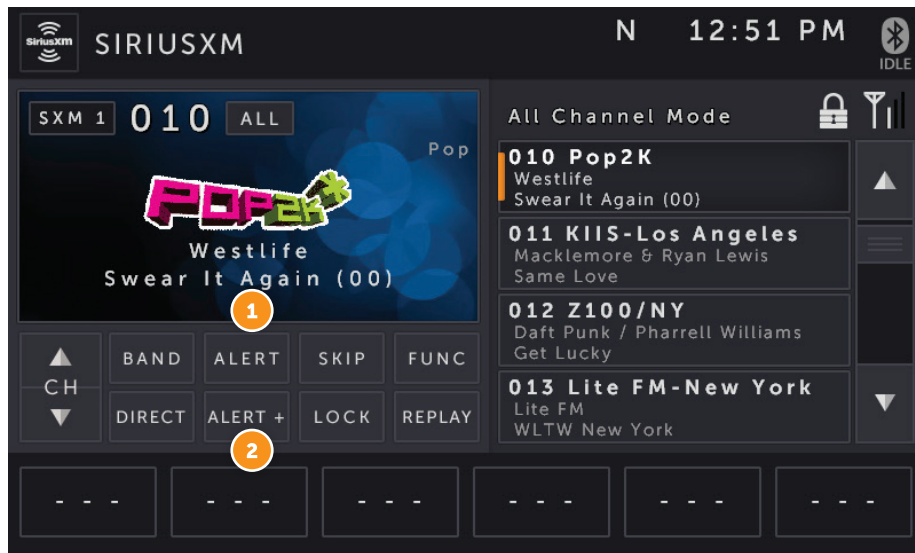 SiriusXm
SIRIUSXM
N
12:51 PM
IDLE
SXM 1
010
ALL
Pop
POP2K
Westlife
Swear It Again (00)
1
CH
BAND
ALERT
SKIP
FUNC
DIRECT
ALERT +
LOCK
REPLAY
2
All Channel Mode
010 Pop2K
Westlife
Swear It Again (00)
011 KIIS-Los Angeles
Macklemore & Ryan Lewis
Same Love
012 Z100/NY
Daft Punk / Pharrell Williams
Get Lucky
013 Lite FM-New York
Lite FM
WLTW New York
- - -
- - -
- - -
- - -
- - -
- - -